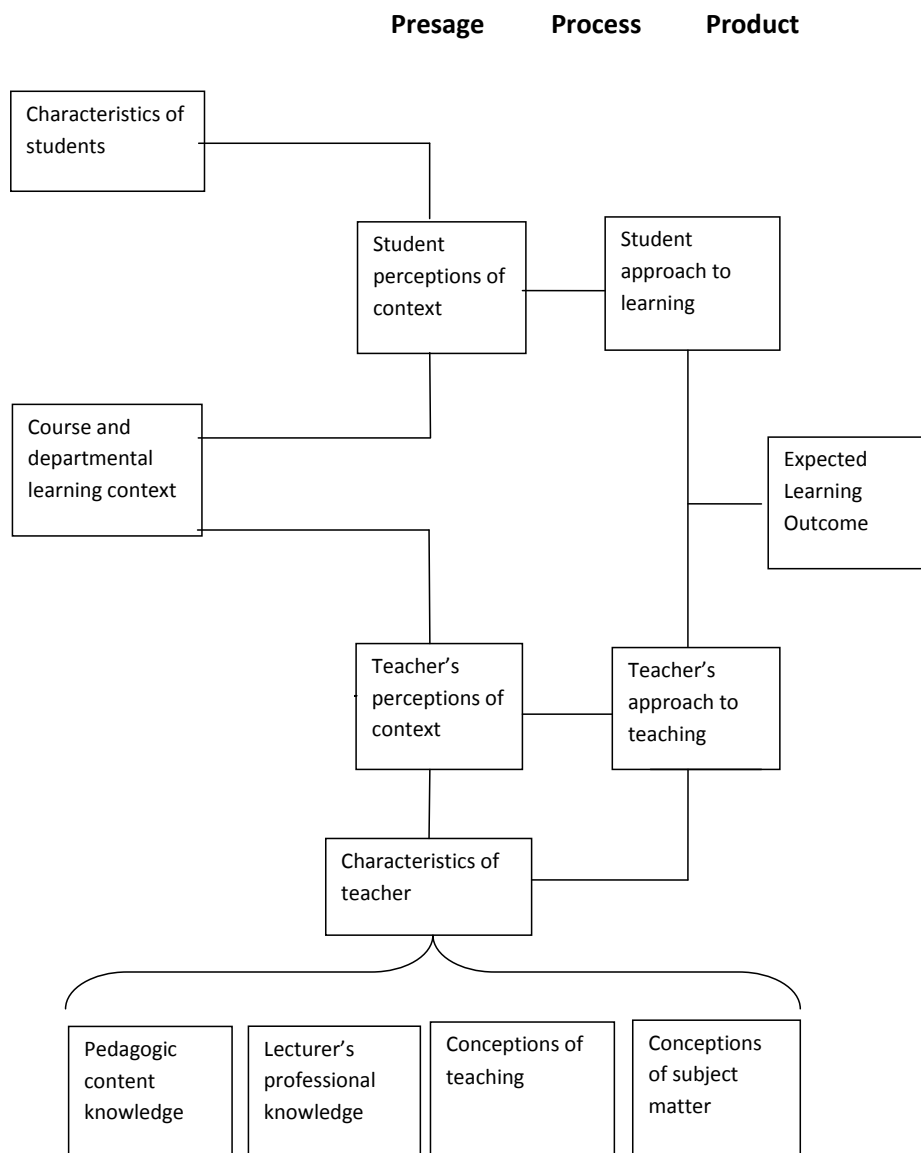 Presage Process Product
Characteristics of
students
Student
perceptions of
context
Student
approach to
learning
Course and
departmental
learning context
Expected
Learning
Outcome
Teacher’s
perceptions of
context
Teacher’s
approach to
teaching
Characteristics of
teacher
Pedagogic
content
knowledge
Lecturer’s
professional
knowledge
Conceptions of
teaching
Conceptions
of subject
matter